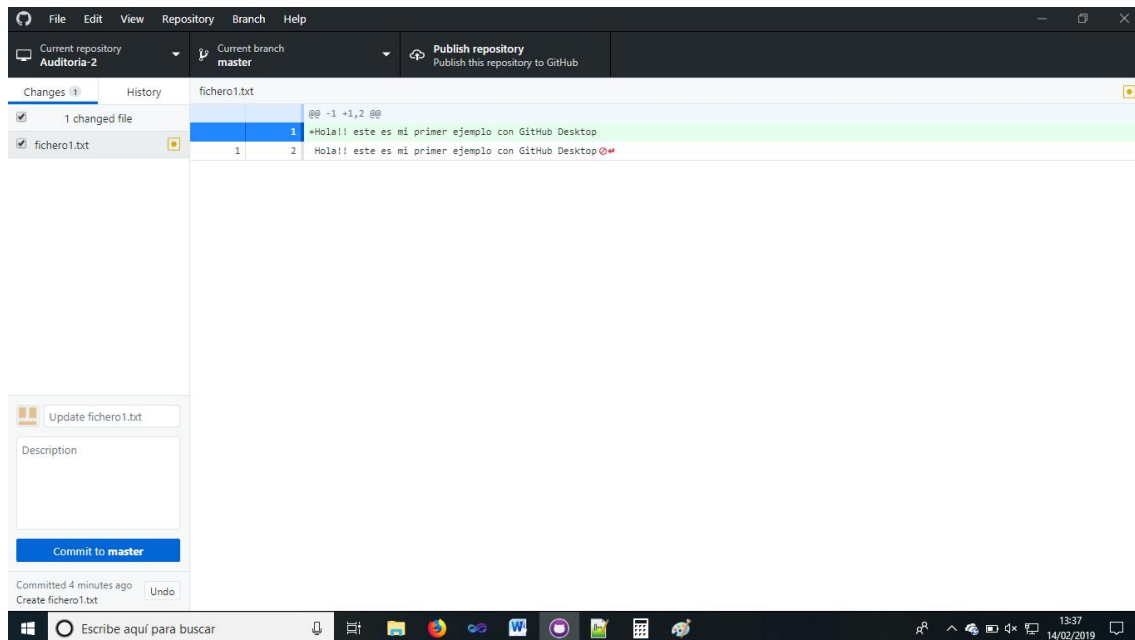 File Edit View Repository Branch Help
Current repository
Auditoria-2
Current branch
master
Publish repository
Publish this repository to GitHub
Changes 1 History
fichero1.txt
1 changed file
fichero1.txt
@@ -1 +1,2 @@
1 +Hola!! este es mi primer ejemplo con GitHub Desktop
1 2 Hola!! este es mi primer ejemplo con GitHub Desktop
Update fichero1.txt
Description
Commit to master
Committed 4 minutes ago
Create fichero1.txt
Undo
Escribe aquí para buscar
13:37
14/02/2019